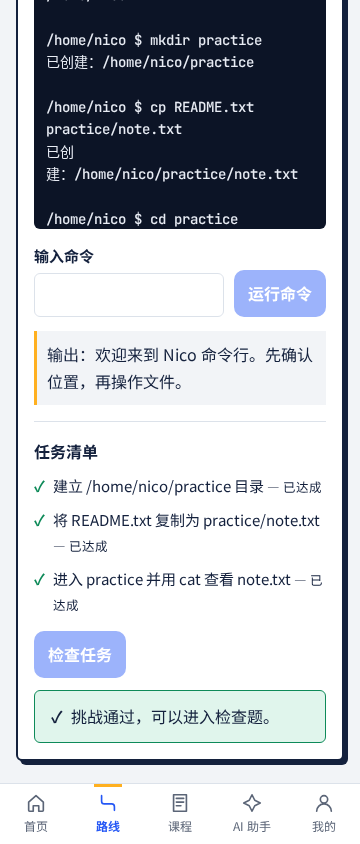 /home/nico $ mkdir practice
已创建：/home/nico/practice
/home/nico $ cp README.txt
practice/note.txt
已创
建：/home/nico/practice/note.txt
/home/nico $ cd practice
输入命令
运行命令
输出：欢迎来到 Nico 命令行。先确认
位置，再操作文件。
任务清单
✓ 建立 /home/nico/practice 目录 — 已达成
✓ 将 README.txt 复制为 practice/note.txt
— 已达成
✓ 进入 practice 并用 cat 查看 note.txt — 已
达成
检查任务
✓ 挑战通过，可以进入检查题。
首页 路线 课程 AI 助手 我的